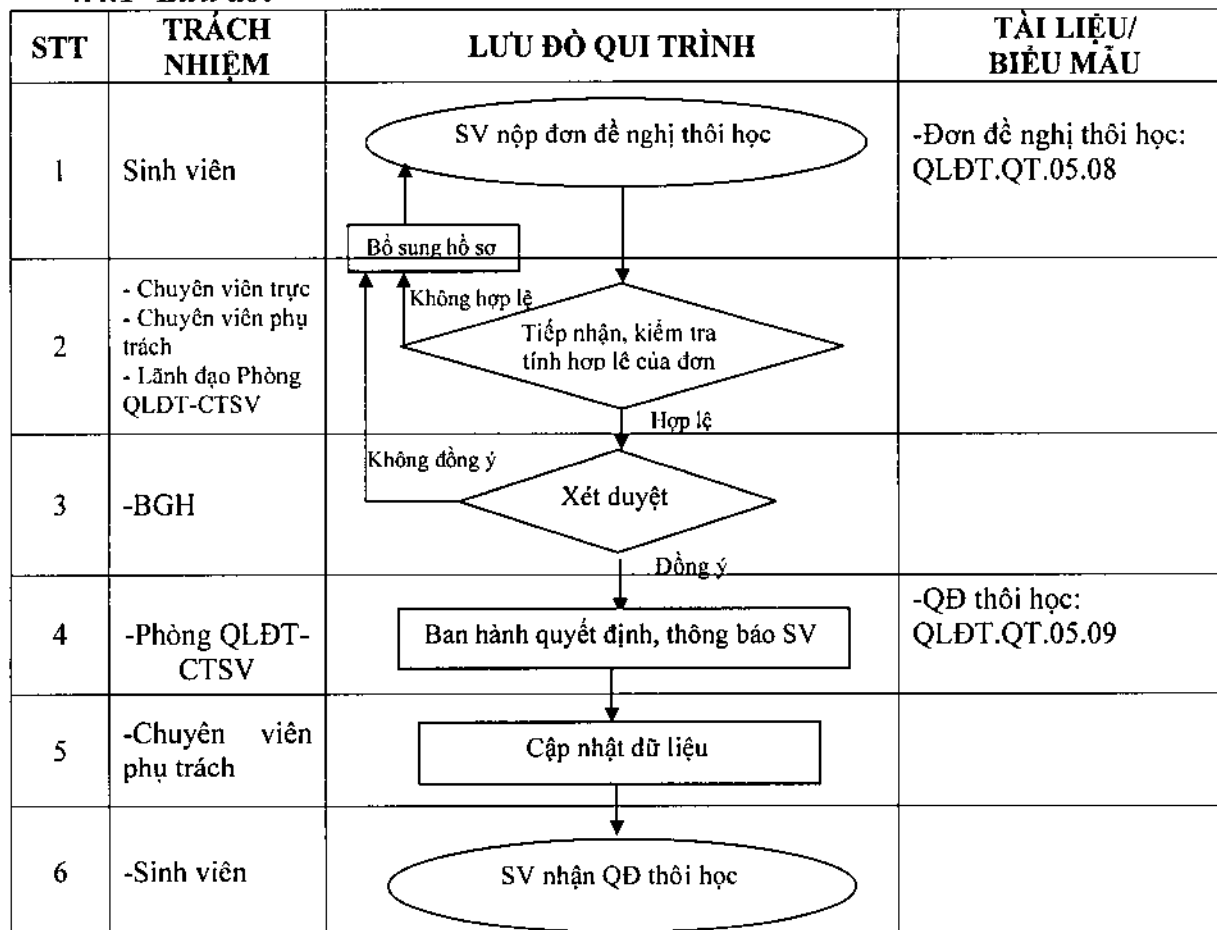 STT
TRÁCH
NHIỆM
LƯU ĐỒ QUI TRÌNH
TÀI LIỆU/
BIỂU MẪU
1
Sinh viên
SV nộp đơn đề nghị thôi học
-Đơn đề nghị thôi học:
QLĐT.QT.05.08
Bổ sung hồ sơ
2
- Chuyên viên trực
- Chuyên viên phụ
trách
- Lãnh đạo Phòng
QLĐT-CTSV
Không hợp lệ
Tiếp nhận, kiểm tra
tính hợp lệ của đơn
Hợp lệ
3
-BGH
Không đồng ý
Xét duyệt
Đồng ý
4
-Phòng QLĐT-
CTSV
Ban hành quyết định, thông báo SV
-QĐ thôi học:
QLĐT.QT.05.09
5
-Chuyên viên
phụ trách
Cập nhật dữ liệu
6
-Sinh viên
SV nhận QĐ thôi học